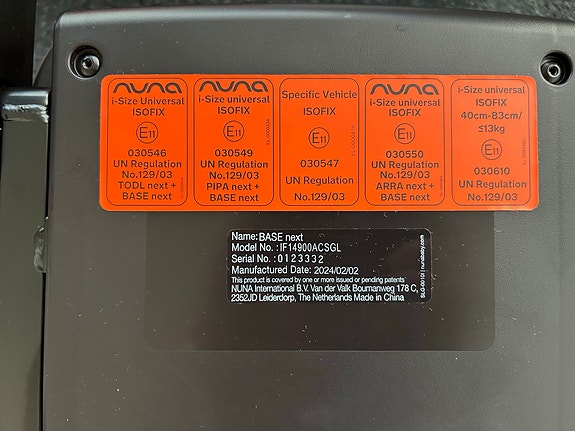 nuna
i-Size universal
ISOFIX
E11
030546
UN Regulation
No.129/03
TODL next +
BASE next
nuna
i-Size universal
ISOFIX
E11
030549
UN Regulation
No.129/03
PIPA next +
BASE next
Specific Vehicle
ISOFIX
E11
030547
UN Regulation
No.129/03
nuna
i-Size universal
ISOFIX
E11
030550
UN Regulation
No.129/03
ARRA next +
BASE next
i-Size universal
ISOFIX
40cm-83cm/
≤13kg
E11
030610
UN Regulation
No.129/03
Name: BASE next
Model No. : IF14900ACSGL
Serial No. : 0123332
Manufactured Date: 2024/02/02
This product is covered by one or more issued or pending patents
NUNA International B.V. Van der Valk Boumanweg 178 C,
2352JD Leiderdorp, The Netherlands Made in China
nunababy.com